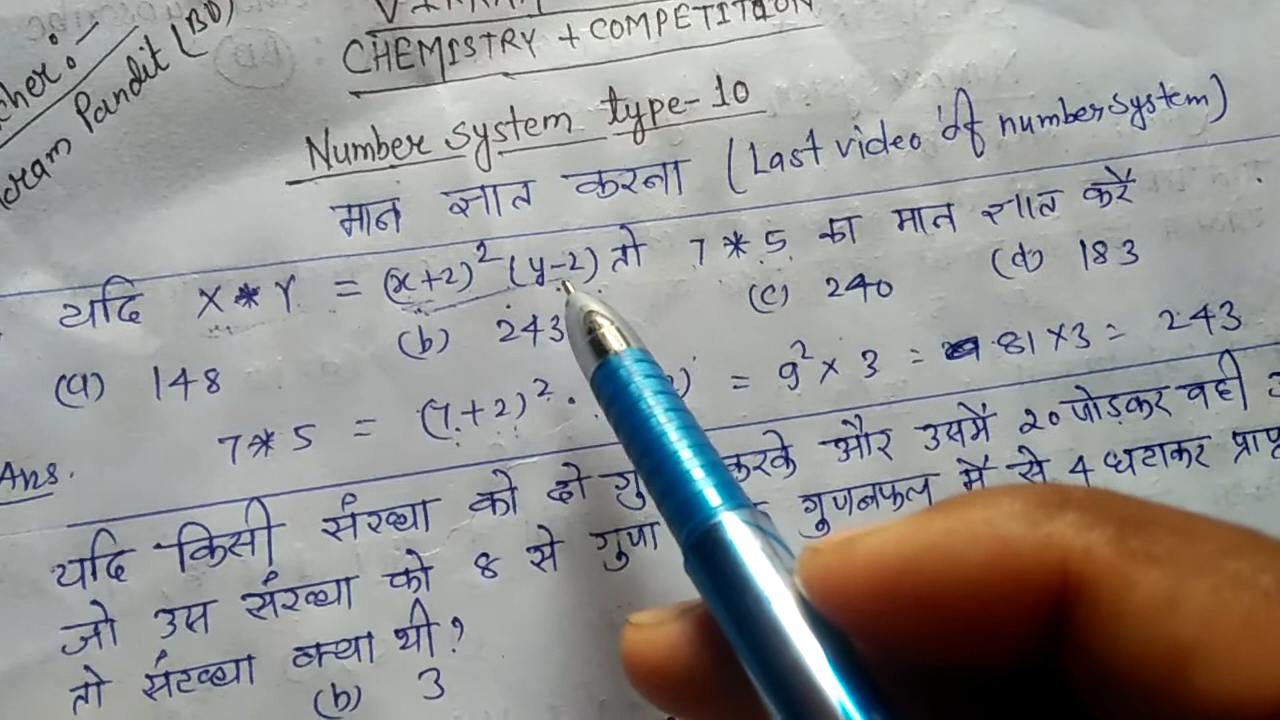 CHEMISTRY + COMPETITION
Pandit (BD)
Number system type-10
मान ज्ञात करना (Last video of number system)
यदि X * Y = (x+2)² (y-2) तो 7 * 5 का मान ज्ञात करें
(a) 148 (b) 243 (c) 240 (d) 183
7 * 5 = (7+2)² · = 9² × 3 = 81 × 3 = 243
Ans.
यदि किसी संख्या को दो करके और उसमें 20 जोड़कर वही
जो उस संख्या को 8 से गुणा गुणनफल में से 4 घटाकर
तो संख्या क्या थी?
(b) 3